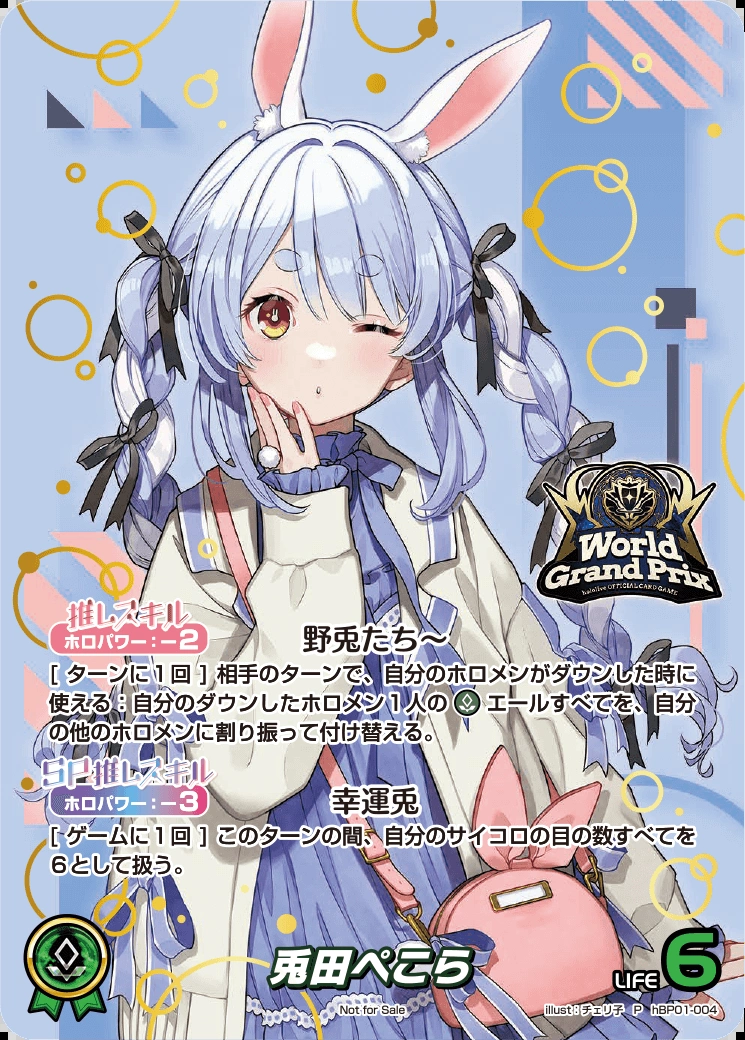 World
Grand Prix
hololive OFFICIAL CARD GAME
推しスキル
ホロパワー：－2
野兎たち～
[ ターンに１回 ] 相手のターンで、自分のホロメンがダウンした時に
使える：自分のダウンしたホロメン１人の エールすべてを、自分
の他のホロメンに割り振って付け替える。
SP推しスキル
ホロパワー：－3
幸運兎
[ ゲームに１回 ] このターンの間、自分のサイコロの目の数すべてを
６として扱う。
兎田ぺこら
LIFE 6
Not for Sale
illust：チェリ子 P hBP01-004